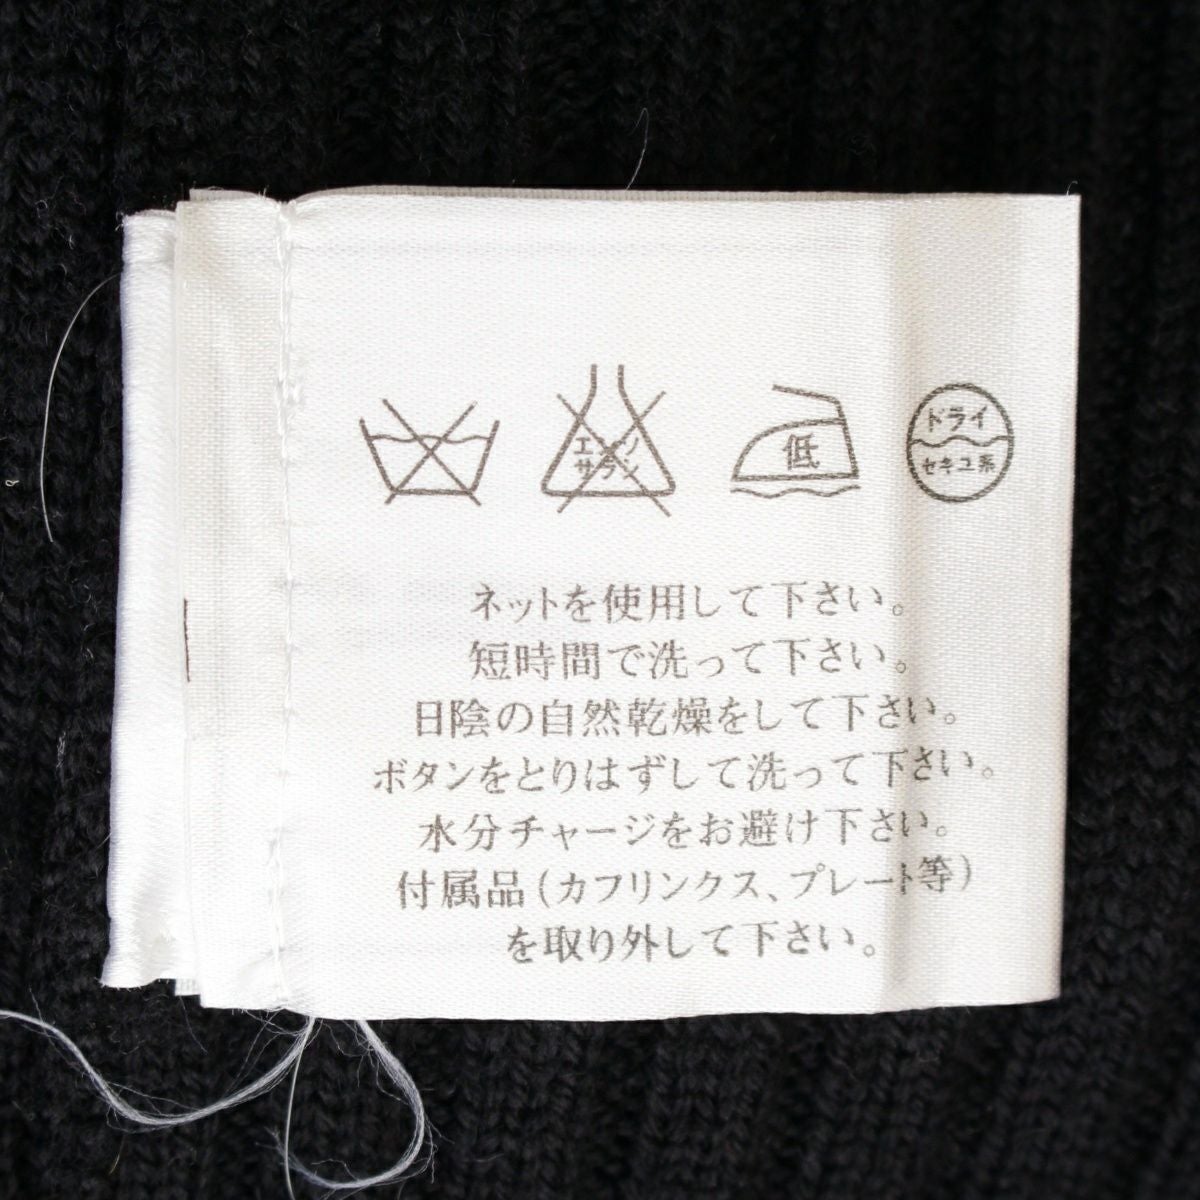 エンソ
サラシ
低
ドライ
セキユ系
ネットを使用して下さい。
短時間で洗って下さい。
日陰の自然乾燥をして下さい。
ボタンをとりはずして洗って下さい。
水分チャージをお避け下さい。
付属品(カフリンクス、プレート等)
を取り外して下さい。